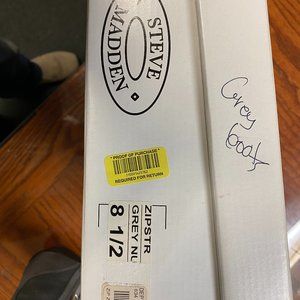 STEVE
MADDEN
Grey
boots
* PROOF OF PURCHASE *
REQUIRED FOR RETURN
ZIPSTR
GREY NU
8 1/2